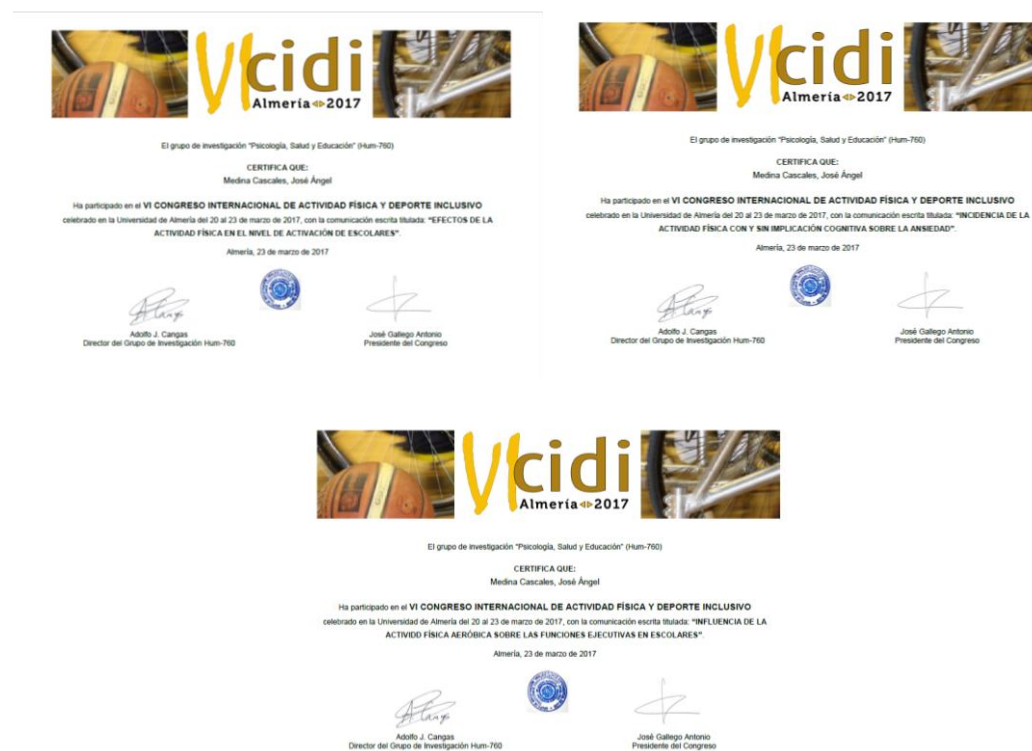 VI cidi
Almería 2017
El grupo de investigación "Psicología, Salud y Educación" (Hum-760)
CERTIFICA QUE:
Medina Cascales, José Ángel
Ha participado en el VI CONGRESO INTERNACIONAL DE ACTIVIDAD FÍSICA Y DEPORTE INCLUSIVO
celebrado en la Universidad de Almería del 20 al 23 de marzo de 2017, con la comunicación escrita titulada: "EFECTOS DE LA
ACTIVIDAD FÍSICA EN EL NIVEL DE ACTIVACIÓN DE ESCOLARES".
Almería, 23 de marzo de 2017
Adolfo J. Cangas
Director del Grupo de Investigación Hum-760
José Gallego Antonio
Presidente del Congreso
VI cidi
Almería 2017
El grupo de investigación "Psicología, Salud y Educación" (Hum-760)
CERTIFICA QUE:
Medina Cascales, José Ángel
Ha participado en el VI CONGRESO INTERNACIONAL DE ACTIVIDAD FÍSICA Y DEPORTE INCLUSIVO
celebrado en la Universidad de Almería del 20 al 23 de marzo de 2017, con la comunicación escrita titulada: "INCIDENCIA DE LA
ACTIVIDAD FÍSICA CON Y SIN IMPLICACIÓN COGNITIVA SOBRE LA ANSIEDAD".
Almería, 23 de marzo de 2017
Adolfo J. Cangas
Director del Grupo de Investigación Hum-760
José Gallego Antonio
Presidente del Congreso
VI cidi
Almería 2017
El grupo de investigación "Psicología, Salud y Educación" (Hum-760)
CERTIFICA QUE:
Medina Cascales, José Ángel
Ha participado en el VI CONGRESO INTERNACIONAL DE ACTIVIDAD FÍSICA Y DEPORTE INCLUSIVO
celebrado en la Universidad de Almería del 20 al 23 de marzo de 2017, con la comunicación escrita titulada: "INFLUENCIA DE LA
ACTIVIDD FÍSICA AERÓBICA SOBRE LAS FUNCIONES EJECUTIVAS EN ESCOLARES".
Almería, 23 de marzo de 2017
Adolfo J. Cangas
Director del Grupo de Investigación Hum-760
José Gallego Antonio
Presidente del Congreso